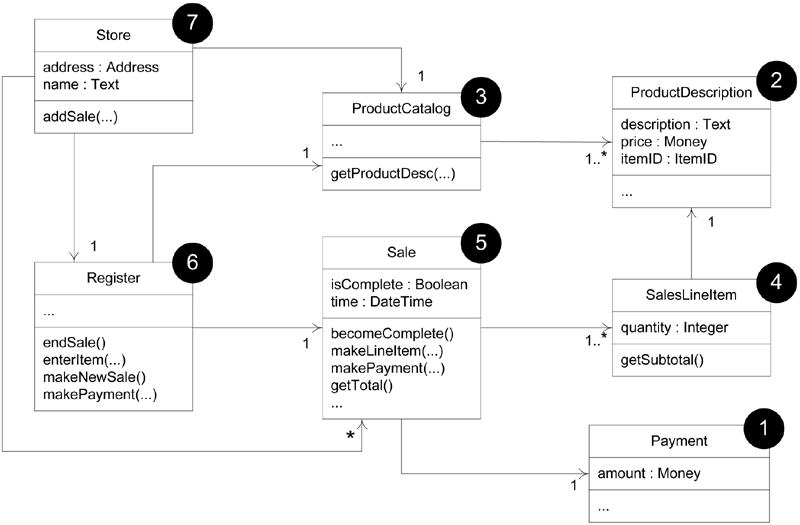 7
Store
address : Address
name : Text
addSale(...)
1
3
ProductCatalog
...
getProductDesc(...)
1
2
ProductDescription
description : Text
price : Money
itemID : ItemID
...
1..*
1
6
Register
...
endSale()
enterItem(...)
makeNewSale()
makePayment(...)
1
5
Sale
isComplete : Boolean
time : DateTime
becomeComplete()
makeLineItem(...)
makePayment(...)
getTotal()
...
1
*
4
SalesLineItem
quantity : Integer
getSubtotal()
1..*
1
Payment
amount : Money
...
1